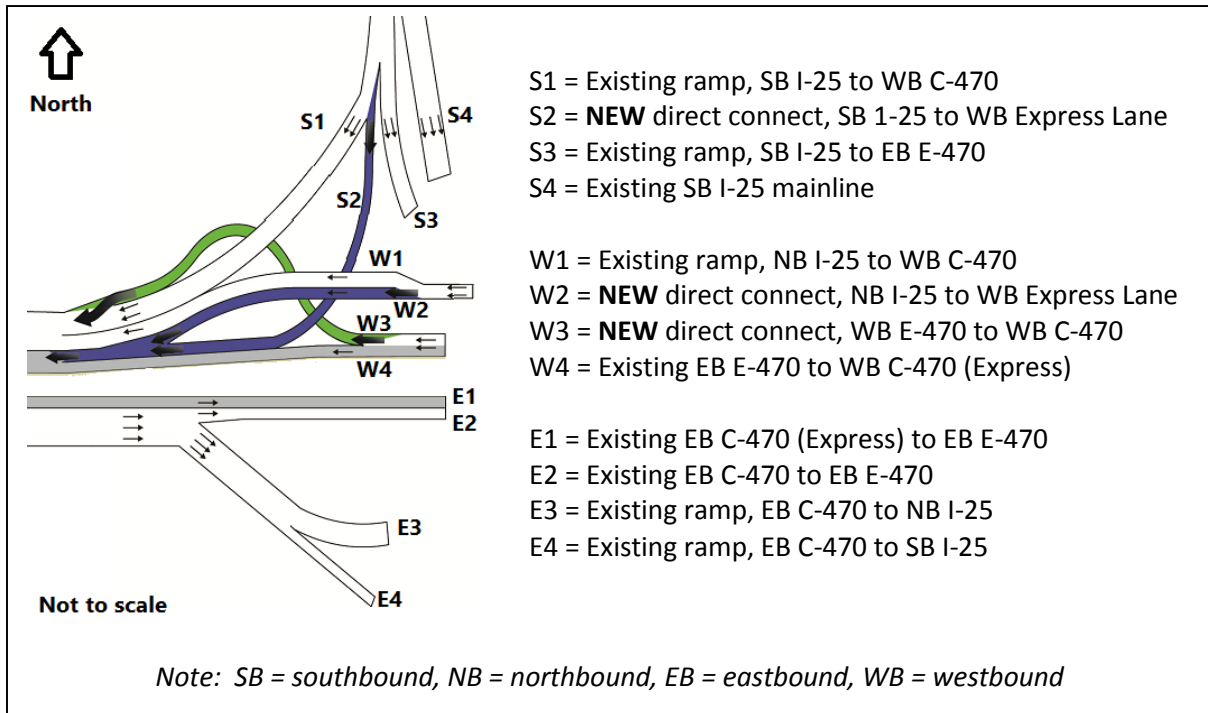 North
S1
S4
S2
S3
W1
W2
W3
W4
E1
E2
E3
E4
Not to scale
S1 = Existing ramp, SB I-25 to WB C-470
S2 = NEW direct connect, SB 1-25 to WB Express Lane
S3 = Existing ramp, SB I-25 to EB E-470
S4 = Existing SB I-25 mainline
W1 = Existing ramp, NB I-25 to WB C-470
W2 = NEW direct connect, NB I-25 to WB Express Lane
W3 = NEW direct connect, WB E-470 to WB C-470
W4 = Existing EB E-470 to WB C-470 (Express)
E1 = Existing EB C-470 (Express) to EB E-470
E2 = Existing EB C-470 to EB E-470
E3 = Existing ramp, EB C-470 to NB I-25
E4 = Existing ramp, EB C-470 to SB I-25
Note: SB = southbound, NB = northbound, EB = eastbound, WB = westbound